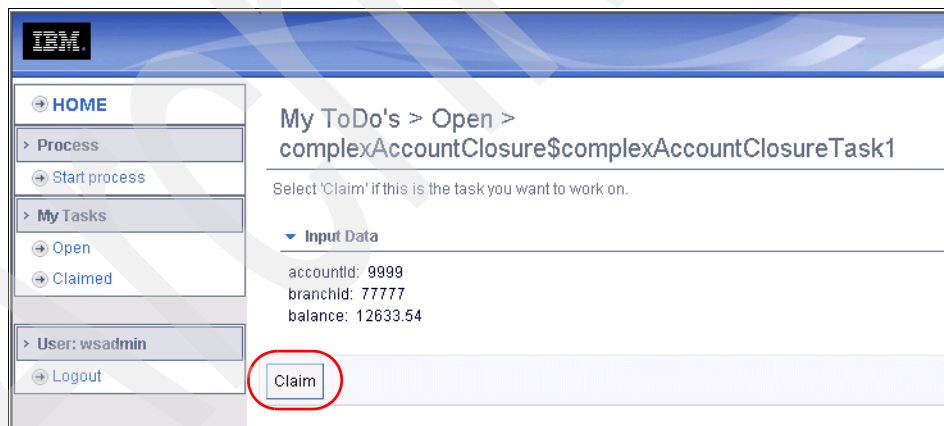 IBM.
HOME
Process
Start process
My Tasks
Open
Claimed
User: wsadmin
Logout
My ToDo's > Open >
complexAccountClosure$complexAccountClosureTask1
Select 'Claim' if this is the task you want to work on.
Input Data
accountId: 9999
branchId: 77777
balance: 12633.54
Claim